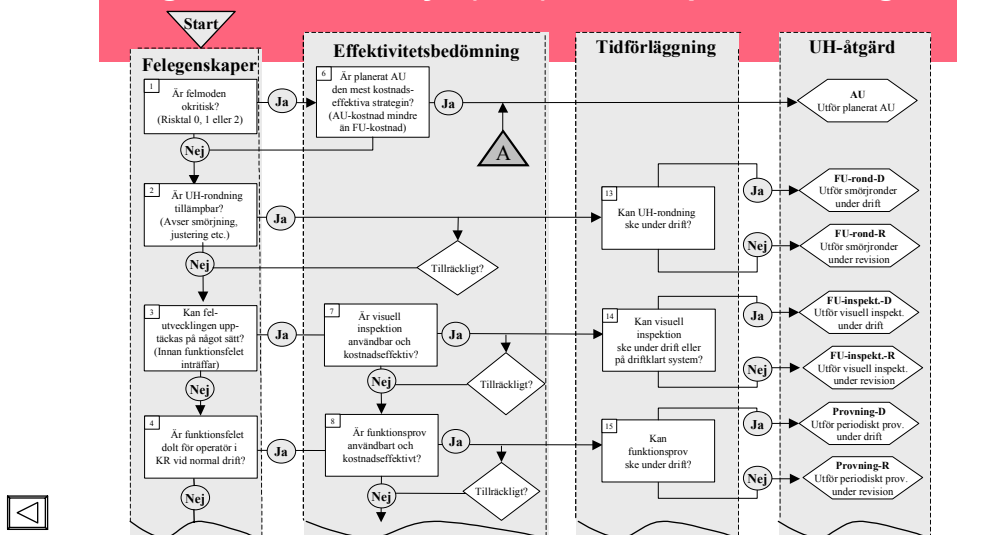 Start
Felegenskaper
Effektivitetsbedömning
Tidförläggning
UH-åtgärd
1
Är felmoden
okritisk?
(Risktal 0, 1 eller 2)
Ja
Nej
6
Är planerat AU
den mest kostnads-
effektiva strategin?
(AU-kostnad mindre
än FU-kostnad)
Ja
A
AU
Utför planerat AU
2
Är UH-rondning
tillämpbar?
(Avser smörjning,
justering etc.)
Ja
Nej
Tillräckligt?
13
Kan UH-rondning
ske under drift?
Ja
Nej
FU-rond-D
Utför smörjronder
under drift
FU-rond-R
Utför smörjronder
under revision
3
Kan fel-
utvecklingen upp-
täckas på något sätt?
(Innan funktionsfelet
inträffar)
Ja
Nej
7
Är visuell
inspektion
användbar och
kostnadseffektiv?
Ja
Nej
Tillräckligt?
14
Kan visuell
inspektion
ske under drift eller
på driftklart system?
Ja
Nej
FU-inspekt.-D
Utför visuell inspekt.
under drift
FU-inspekt.-R
Utför visuell inspekt.
under revision
4
Är funktionsfelet
dolt för operatör i
KR vid normal drift?
Ja
Nej
8
Är funktionsprov
användbart och
kostnadseffektivt?
Ja
Nej
Tillräckligt?
15
Kan
funktionsprov
ske under drift?
Ja
Nej
Provning-D
Utför periodiskt prov.
under drift
Provning-R
Utför periodiskt prov.
under revision